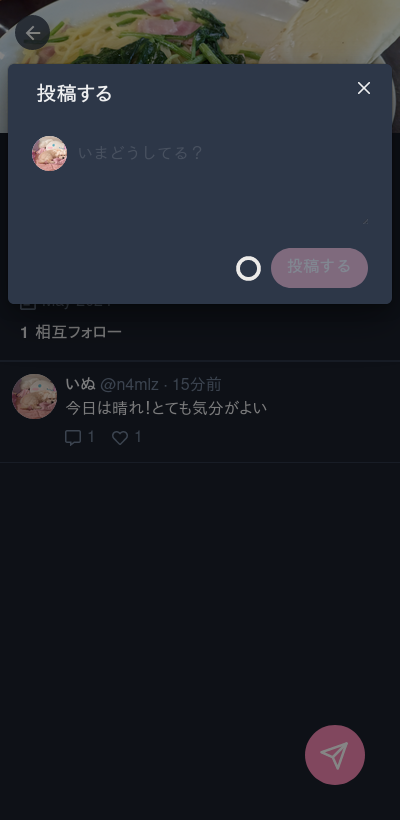 投稿する
いまどうしてる？
投稿する
1 相互フォロー
いぬ @n4mlz · 15分前
今日は晴れ！とても気分がよい
1 1